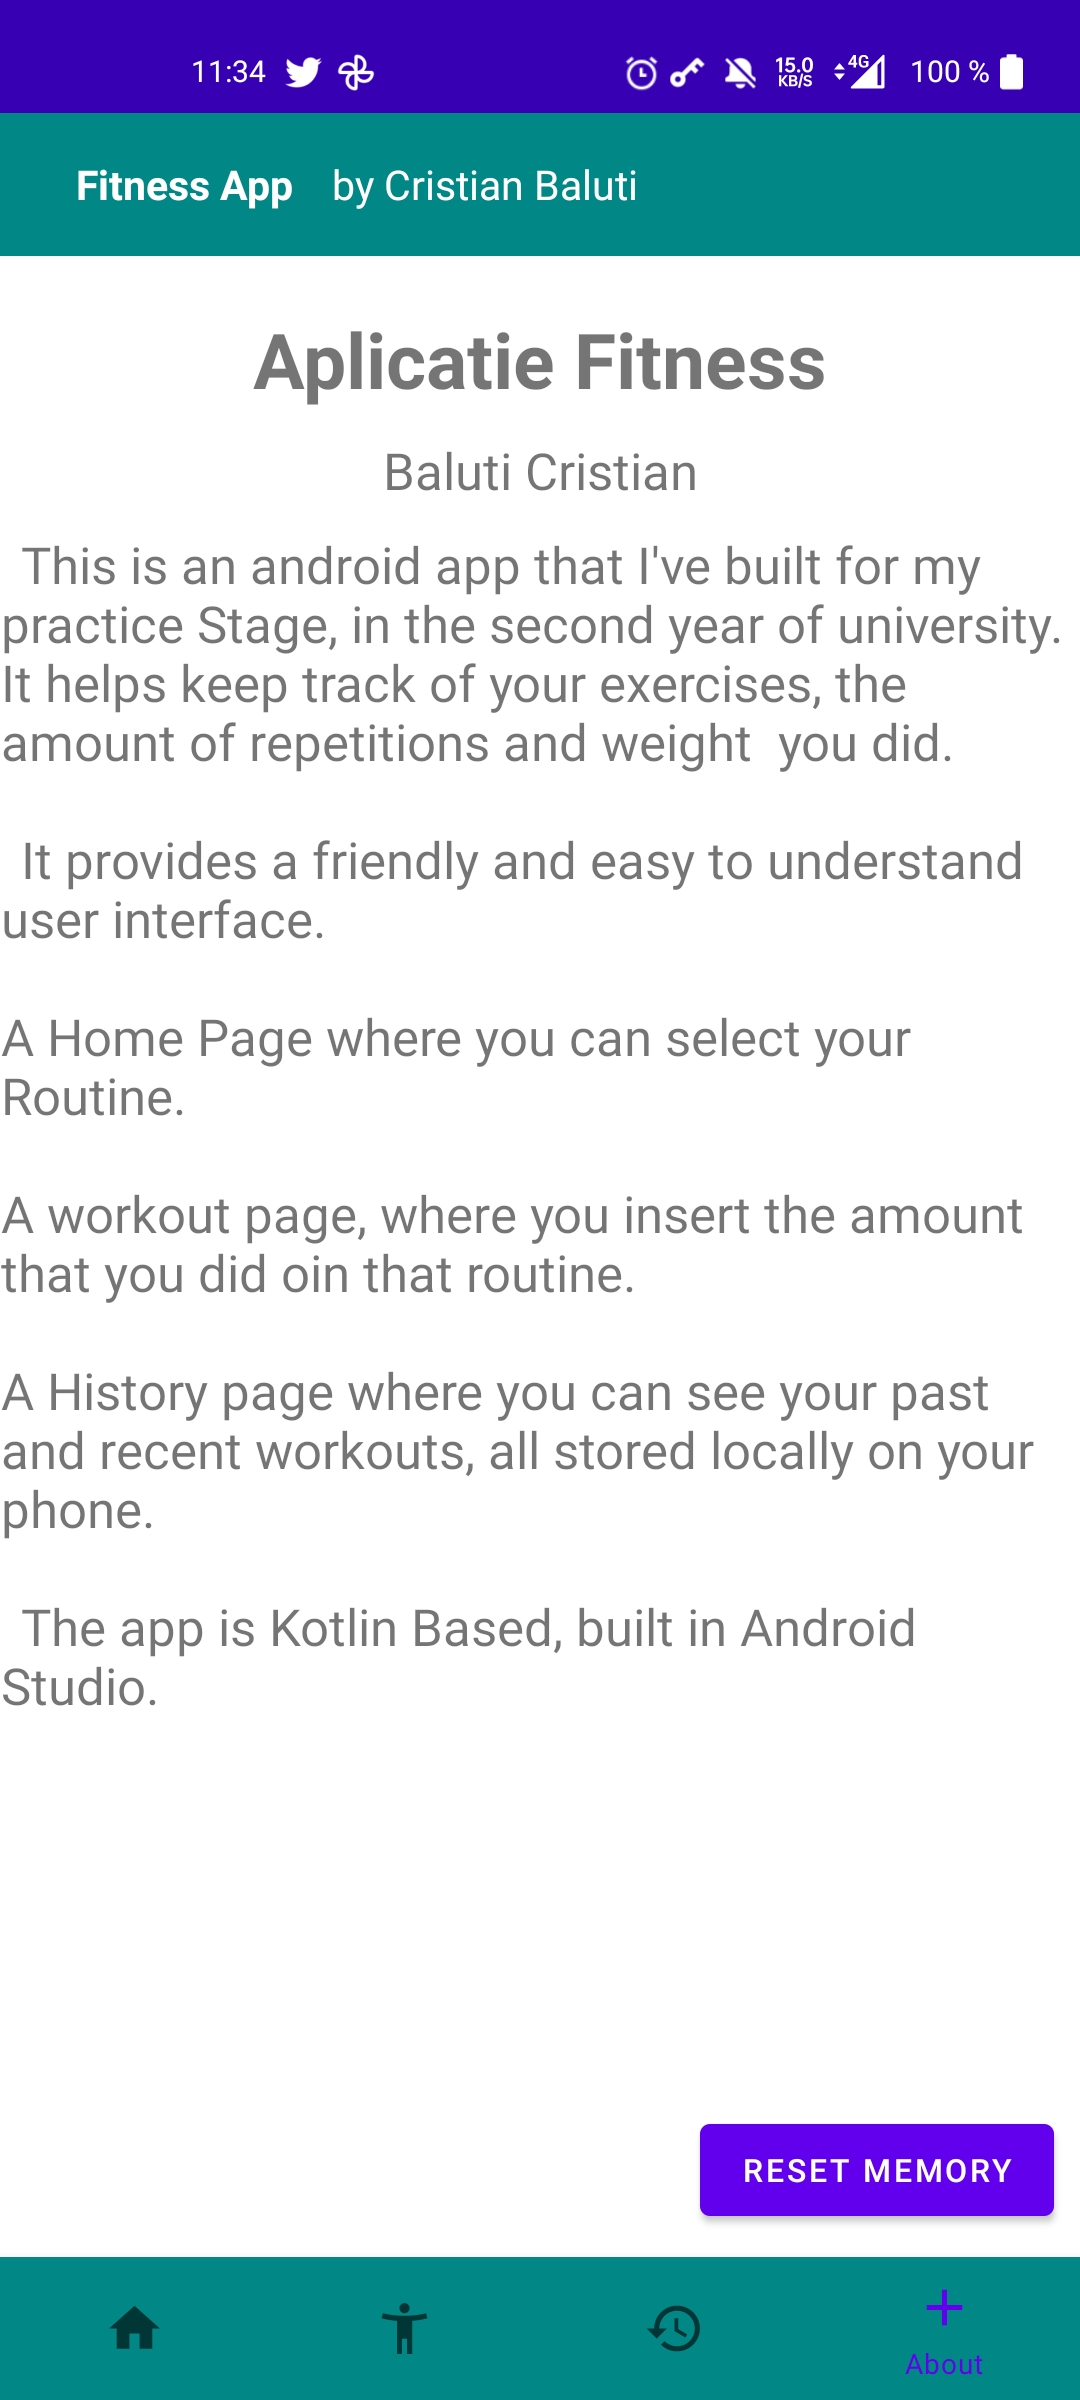 11:34 15.0 KB/S 4G 100 %
Fitness App by Cristian Baluti
Aplicatie Fitness
Baluti Cristian
This is an android app that I've built for my
practice Stage, in the second year of university.
It helps keep track of your exercises, the
amount of repetitions and weight  you did.
It provides a friendly and easy to understand
user interface.
A Home Page where you can select your
Routine.
A workout page, where you insert the amount
that you did oin that routine.
A History page where you can see your past
and recent workouts, all stored locally on your
phone.
The app is Kotlin Based, built in Android
Studio.
RESET MEMORY
About